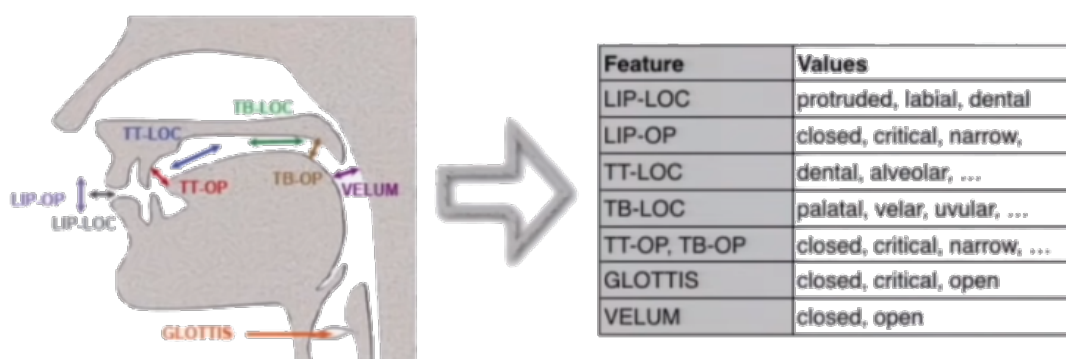 TB-LOC
TT-LOC
LIP-OP
TT-OP
TB-OP
VELUM
LIP-LOC
GLOTTIS
Feature Values
LIP-LOC protruded, labial, dental
LIP-OP closed, critical, narrow,
TT-LOC dental, alveolar, ...
TB-LOC palatal, velar, uvular, ...
TT-OP, TB-OP closed, critical, narrow, ...
GLOTTIS closed, critical, open
VELUM closed, open